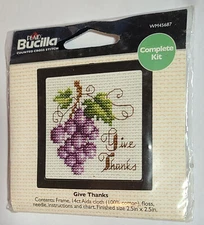 PLAID
Bucilla
COUNTED CROSS STITCH
WM45687
Complete
Kit
Give
Thanks
Give Thanks
Contents: Frame, 14ct Aida cloth (100% cotton), floss,
needle, instructions and chart. Finished size 2.5in x 2.5in.